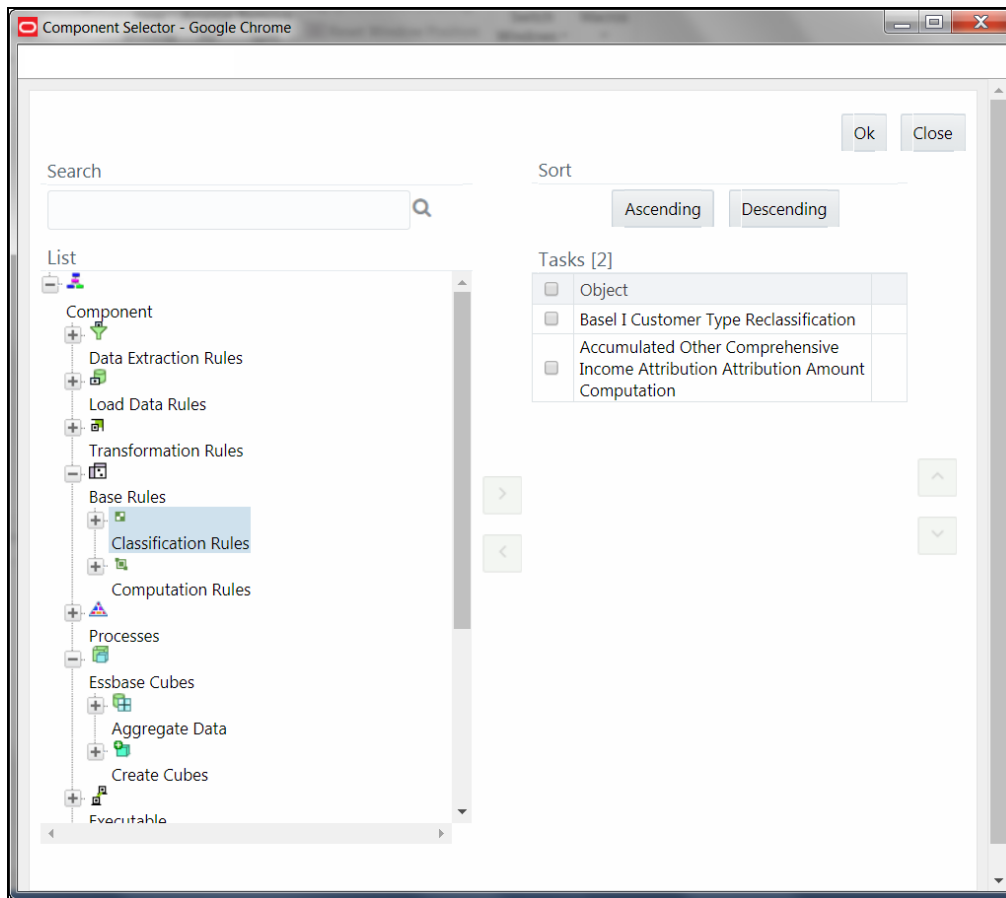 Component Selector - Google Chrome
Ok
Close
Search
Sort
Ascending
Descending
List
Tasks [2]
Component
Data Extraction Rules
Load Data Rules
Transformation Rules
Base Rules
Classification Rules
Computation Rules
Processes
Essbase Cubes
Aggregate Data
Create Cubes
Executable
Object
Basel I Customer Type Reclassification
Accumulated Other Comprehensive
Income Attribution Attribution Amount
Computation